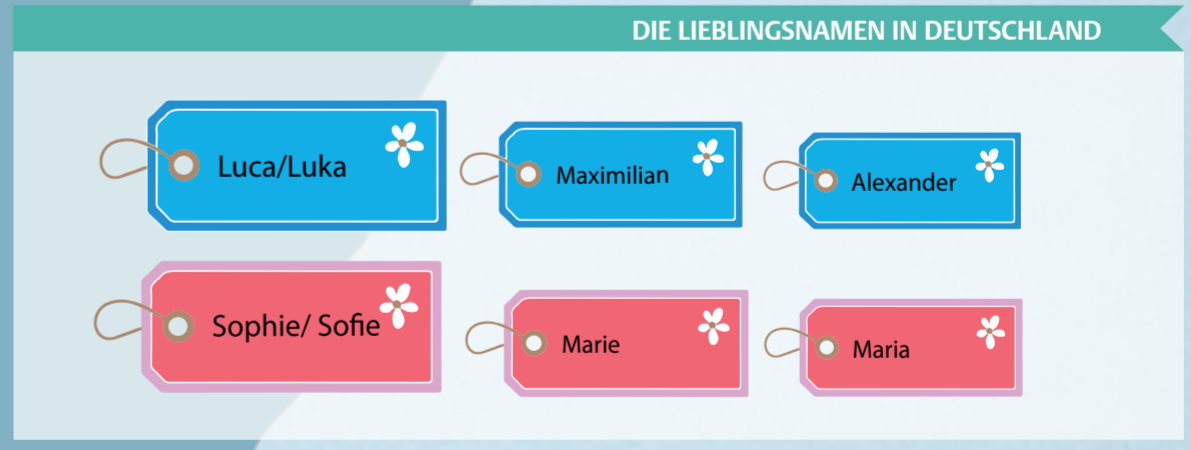 DIE LIEBLINGSNAMEN IN DEUTSCHLAND
Luca/Luka
Maximilian
Alexander
Sophie/ Sofie
Marie
Maria